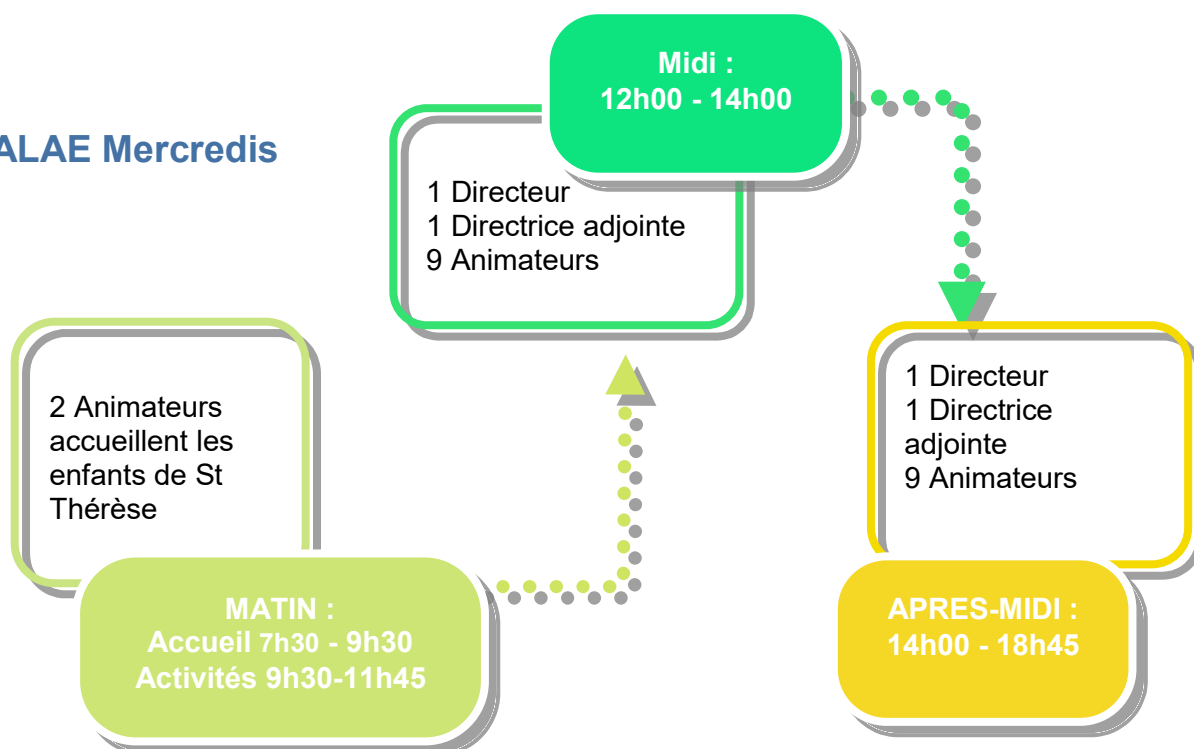 ALAE Mercredis
Midi :
12h00 - 14h00
1 Directeur
1 Directrice adjointe
9 Animateurs
2 Animateurs
accueillent les
enfants de St
Thérèse
MATIN :
Accueil 7h30 - 9h30
Activités 9h30-11h45
1 Directeur
1 Directrice
adjointe
9 Animateurs
APRES-MIDI :
14h00 - 18h45